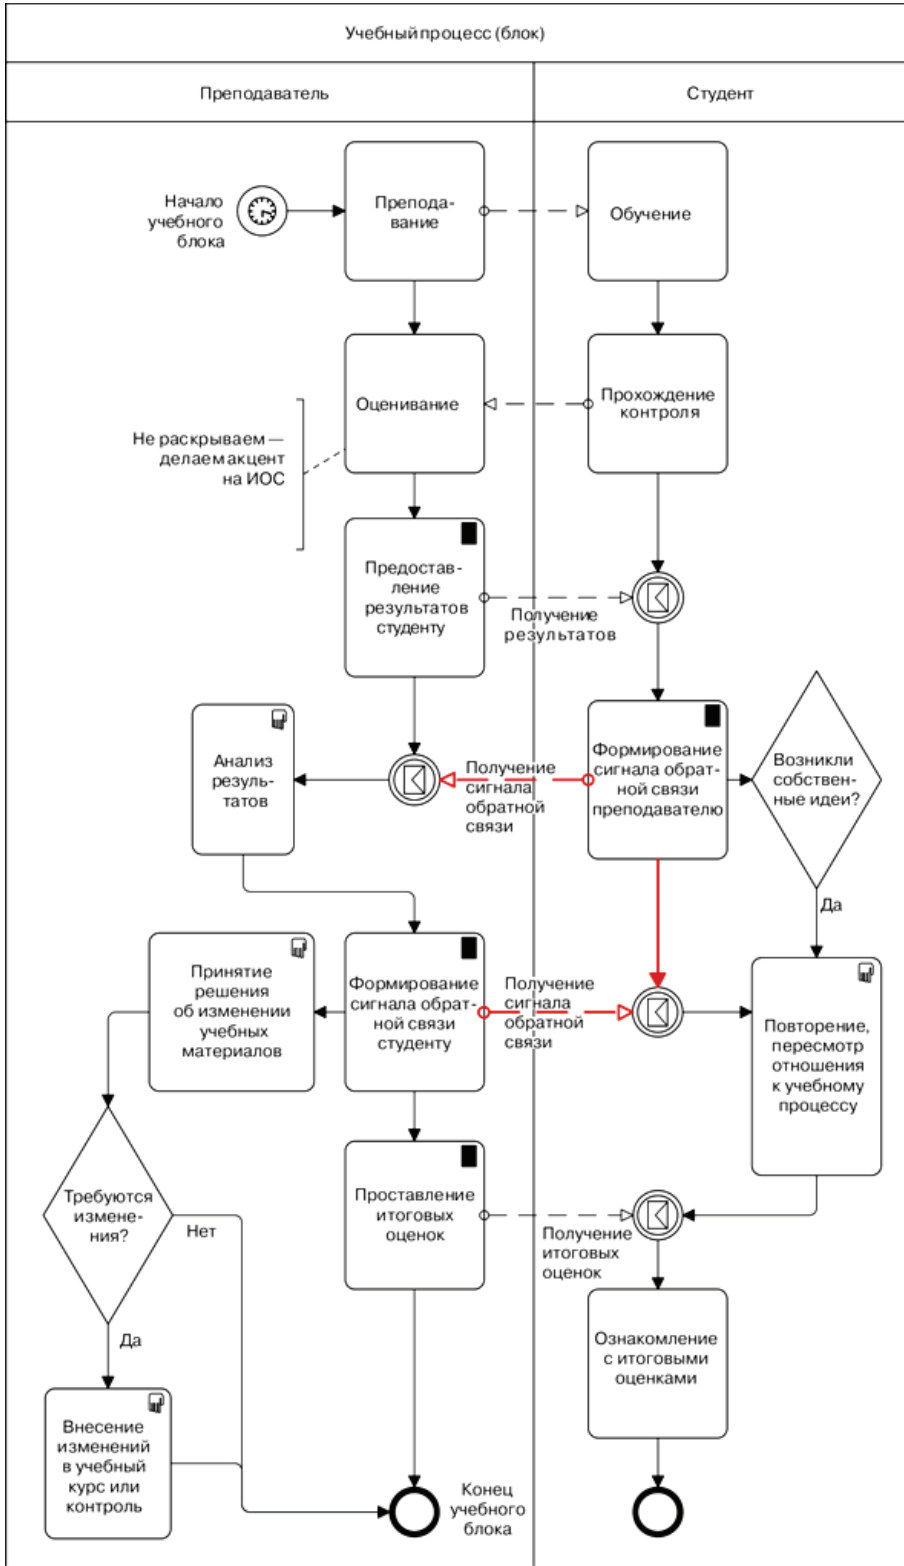 Учебный процесс (блок)
Преподаватель
Студент
Начало
учебного
блока
Препода-
вание
Обучение
Оценивание
Прохождение
контроля
Не раскрываем —
делаем акцент
на ИОС
Предостав-
ление
результатов
студенту
Получение
результатов
Анализ
резуль-
татов
Получение
сигнала
обратной
связи
Формирование
сигнала обрат-
ной связи
преподавателю
Возникли
собствен-
ные идеи?
Да
Принятие
решения
об изменении
учебных
материалов
Формирование
сигнала обрат-
ной связи
студенту
Получение
сигнала
обратной
связи
Повторение,
пересмотр
отношения
к учебному
процессу
Требуются
измене-
ния?
Нет
Да
Проставление
итоговых
оценок
Получение
итоговых
оценок
Ознакомление
с итоговыми
оценками
Внесение
изменений
в учебный
курс или
контроль
Конец
учебного
блока